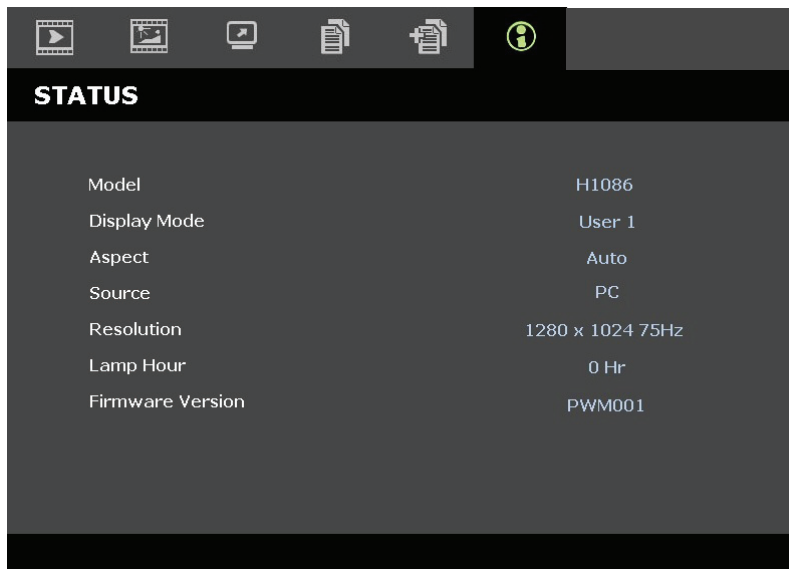 STATUS
Model H1086
Display Mode User 1
Aspect Auto
Source PC
Resolution 1280 x 1024 75Hz
Lamp Hour 0 Hr
Firmware Version PWM001